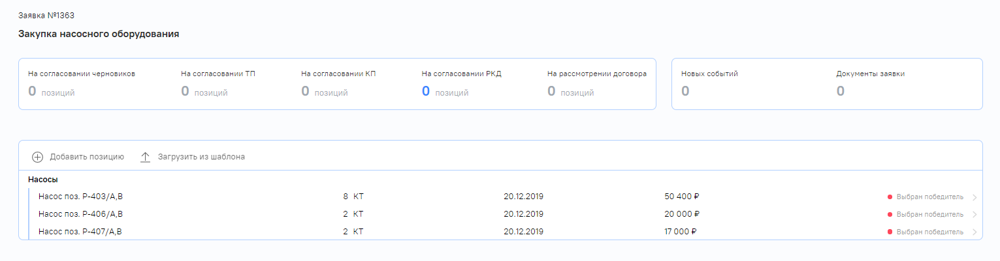 Заявка №1363
Закупка насосного оборудования
На согласовании черновиков На согласовании ТП На согласовании КП На согласовании РКД На рассмотрении договора Новых событий Документы заявки
0 позиций 0 позиций 0 позиций 0 позиций 0 позиций 0 0
Добавить позицию Загрузить из шаблона
Насосы
Насос поз. Р-403/А,В 8 КТ 20.12.2019 50 400 ₽ Выбран победитель
Насос поз. Р-406/А,В 2 КТ 20.12.2019 20 000 ₽ Выбран победитель
Насос поз. Р-407/А,В 2 КТ 20.12.2019 17 000 ₽ Выбран победитель